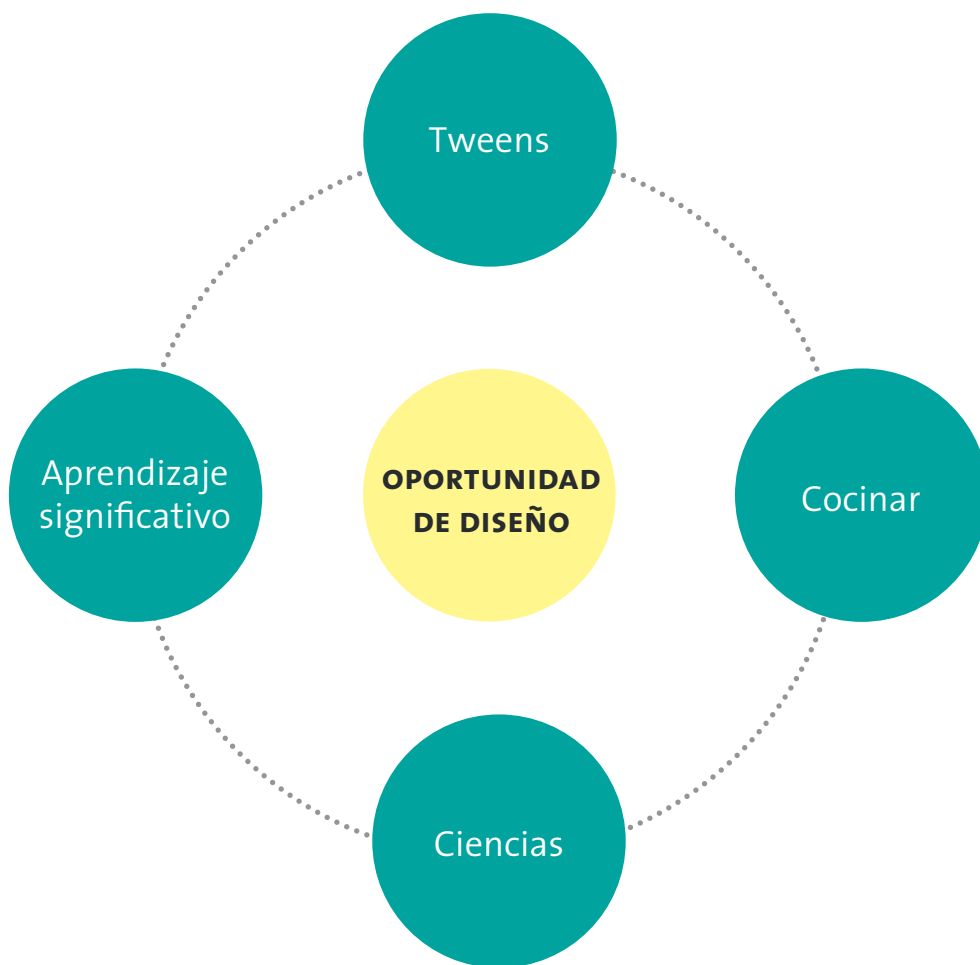 Tweens
Aprendizaje
significativo
OPORTUNIDAD
DE DISEÑO
Cocinar
Ciencias